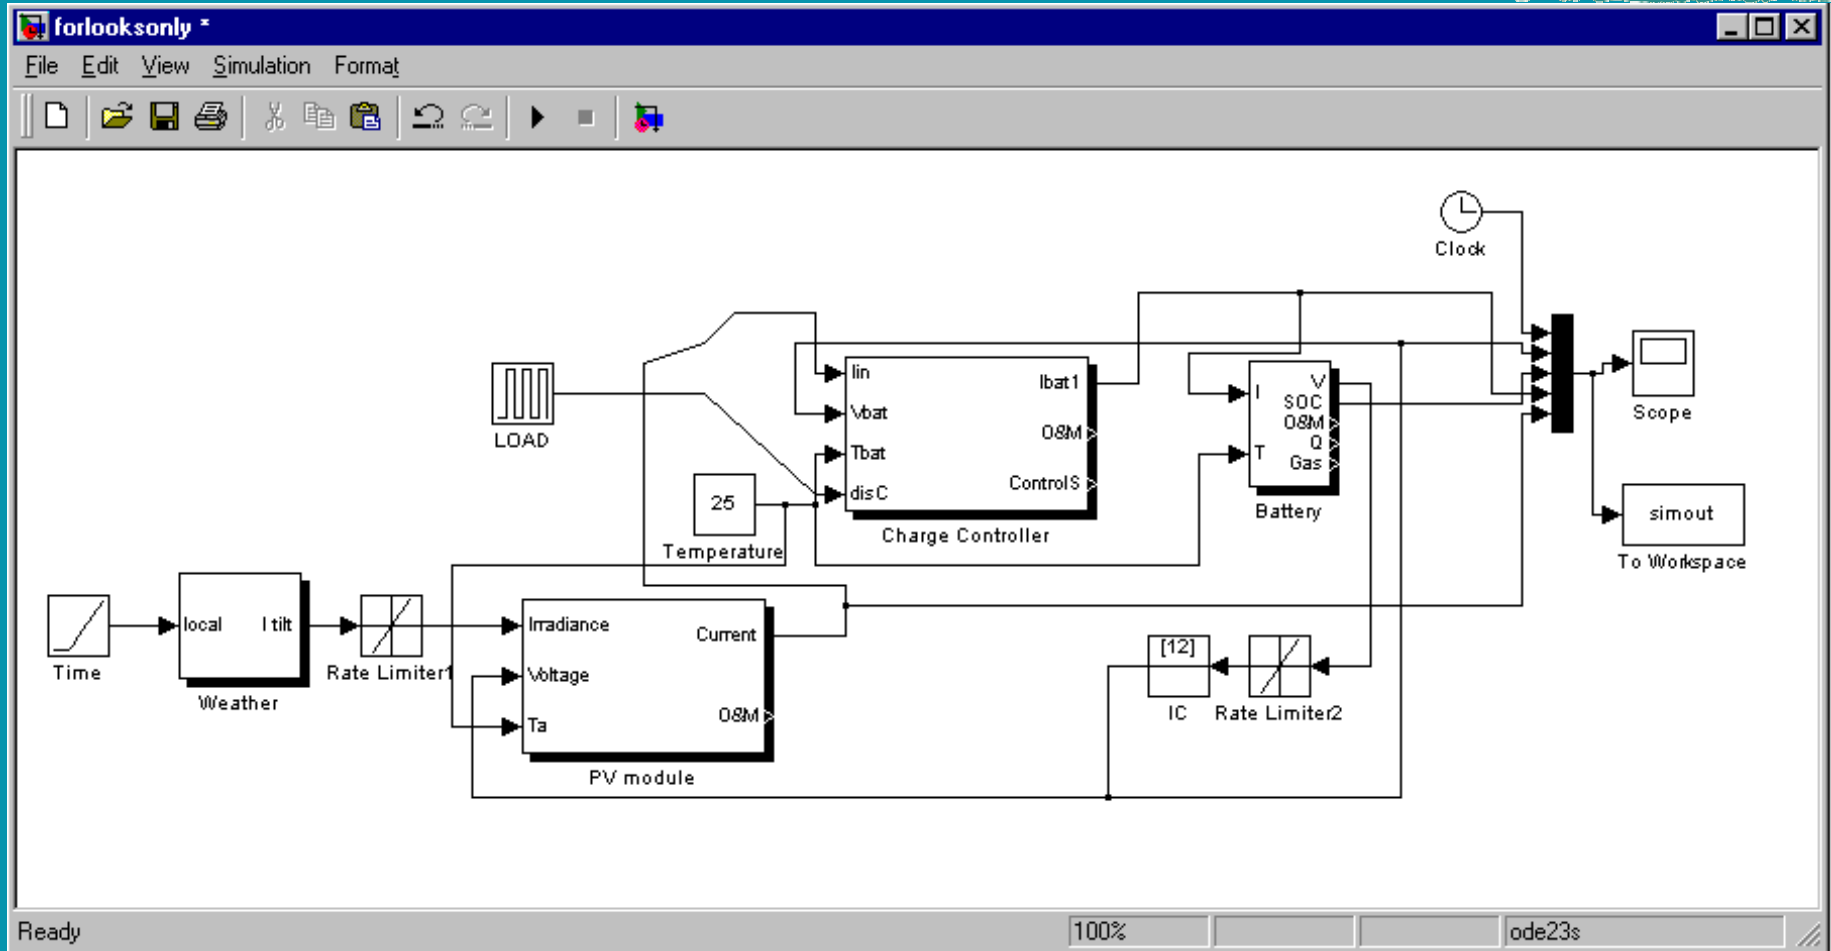 forlooksonly *
File Edit View Simulation Format
Clock
LOAD
Iin
Vbat
Tbat
disC
Ibat1
O&M
ControlS
Charge Controller
I
T
V
SOC
O&M
Q
Gas
Battery
Scope
simout
To Workspace
25
Temperature
Time
local I tilt
Weather
Rate Limiter1
Irradiance
Voltage
Ta
Current
O&M
PV module
[12]
IC
Rate Limiter2
Ready 100% ode23s